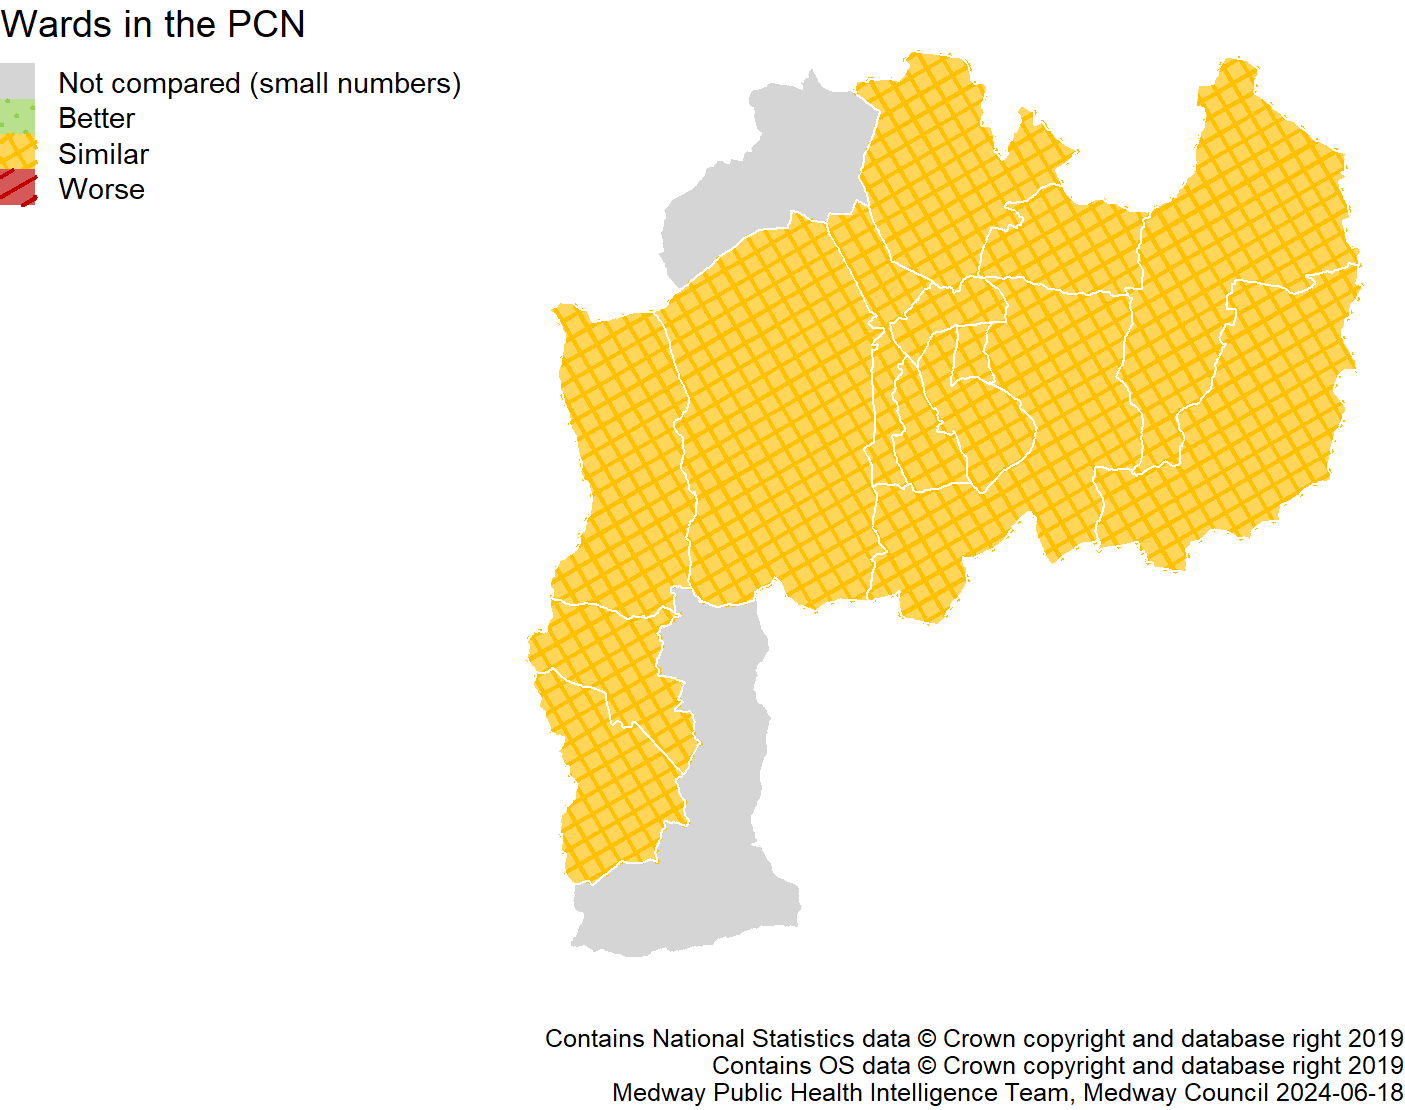 Wards in the PCN
Not compared (small numbers)
Better
Similar
Worse
Contains National Statistics data © Crown copyright and database right 2019
Contains OS data © Crown copyright and database right 2019
Medway Public Health Intelligence Team, Medway Council 2024-06-18